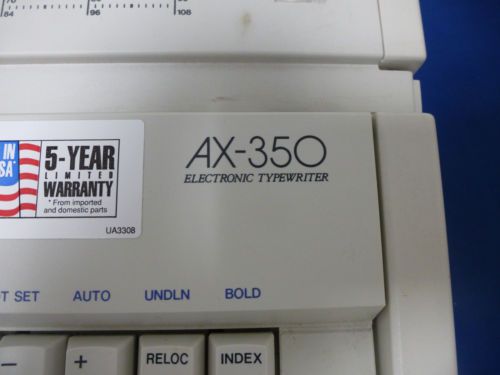 70
84 96 108
IN
SA*
5-YEAR
LIMITED
WARRANTY
* From imported
and domestic parts
UA3308
AX-350
ELECTRONIC TYPEWRITER
T SET AUTO UNDLN BOLD
- + RELOC INDEX